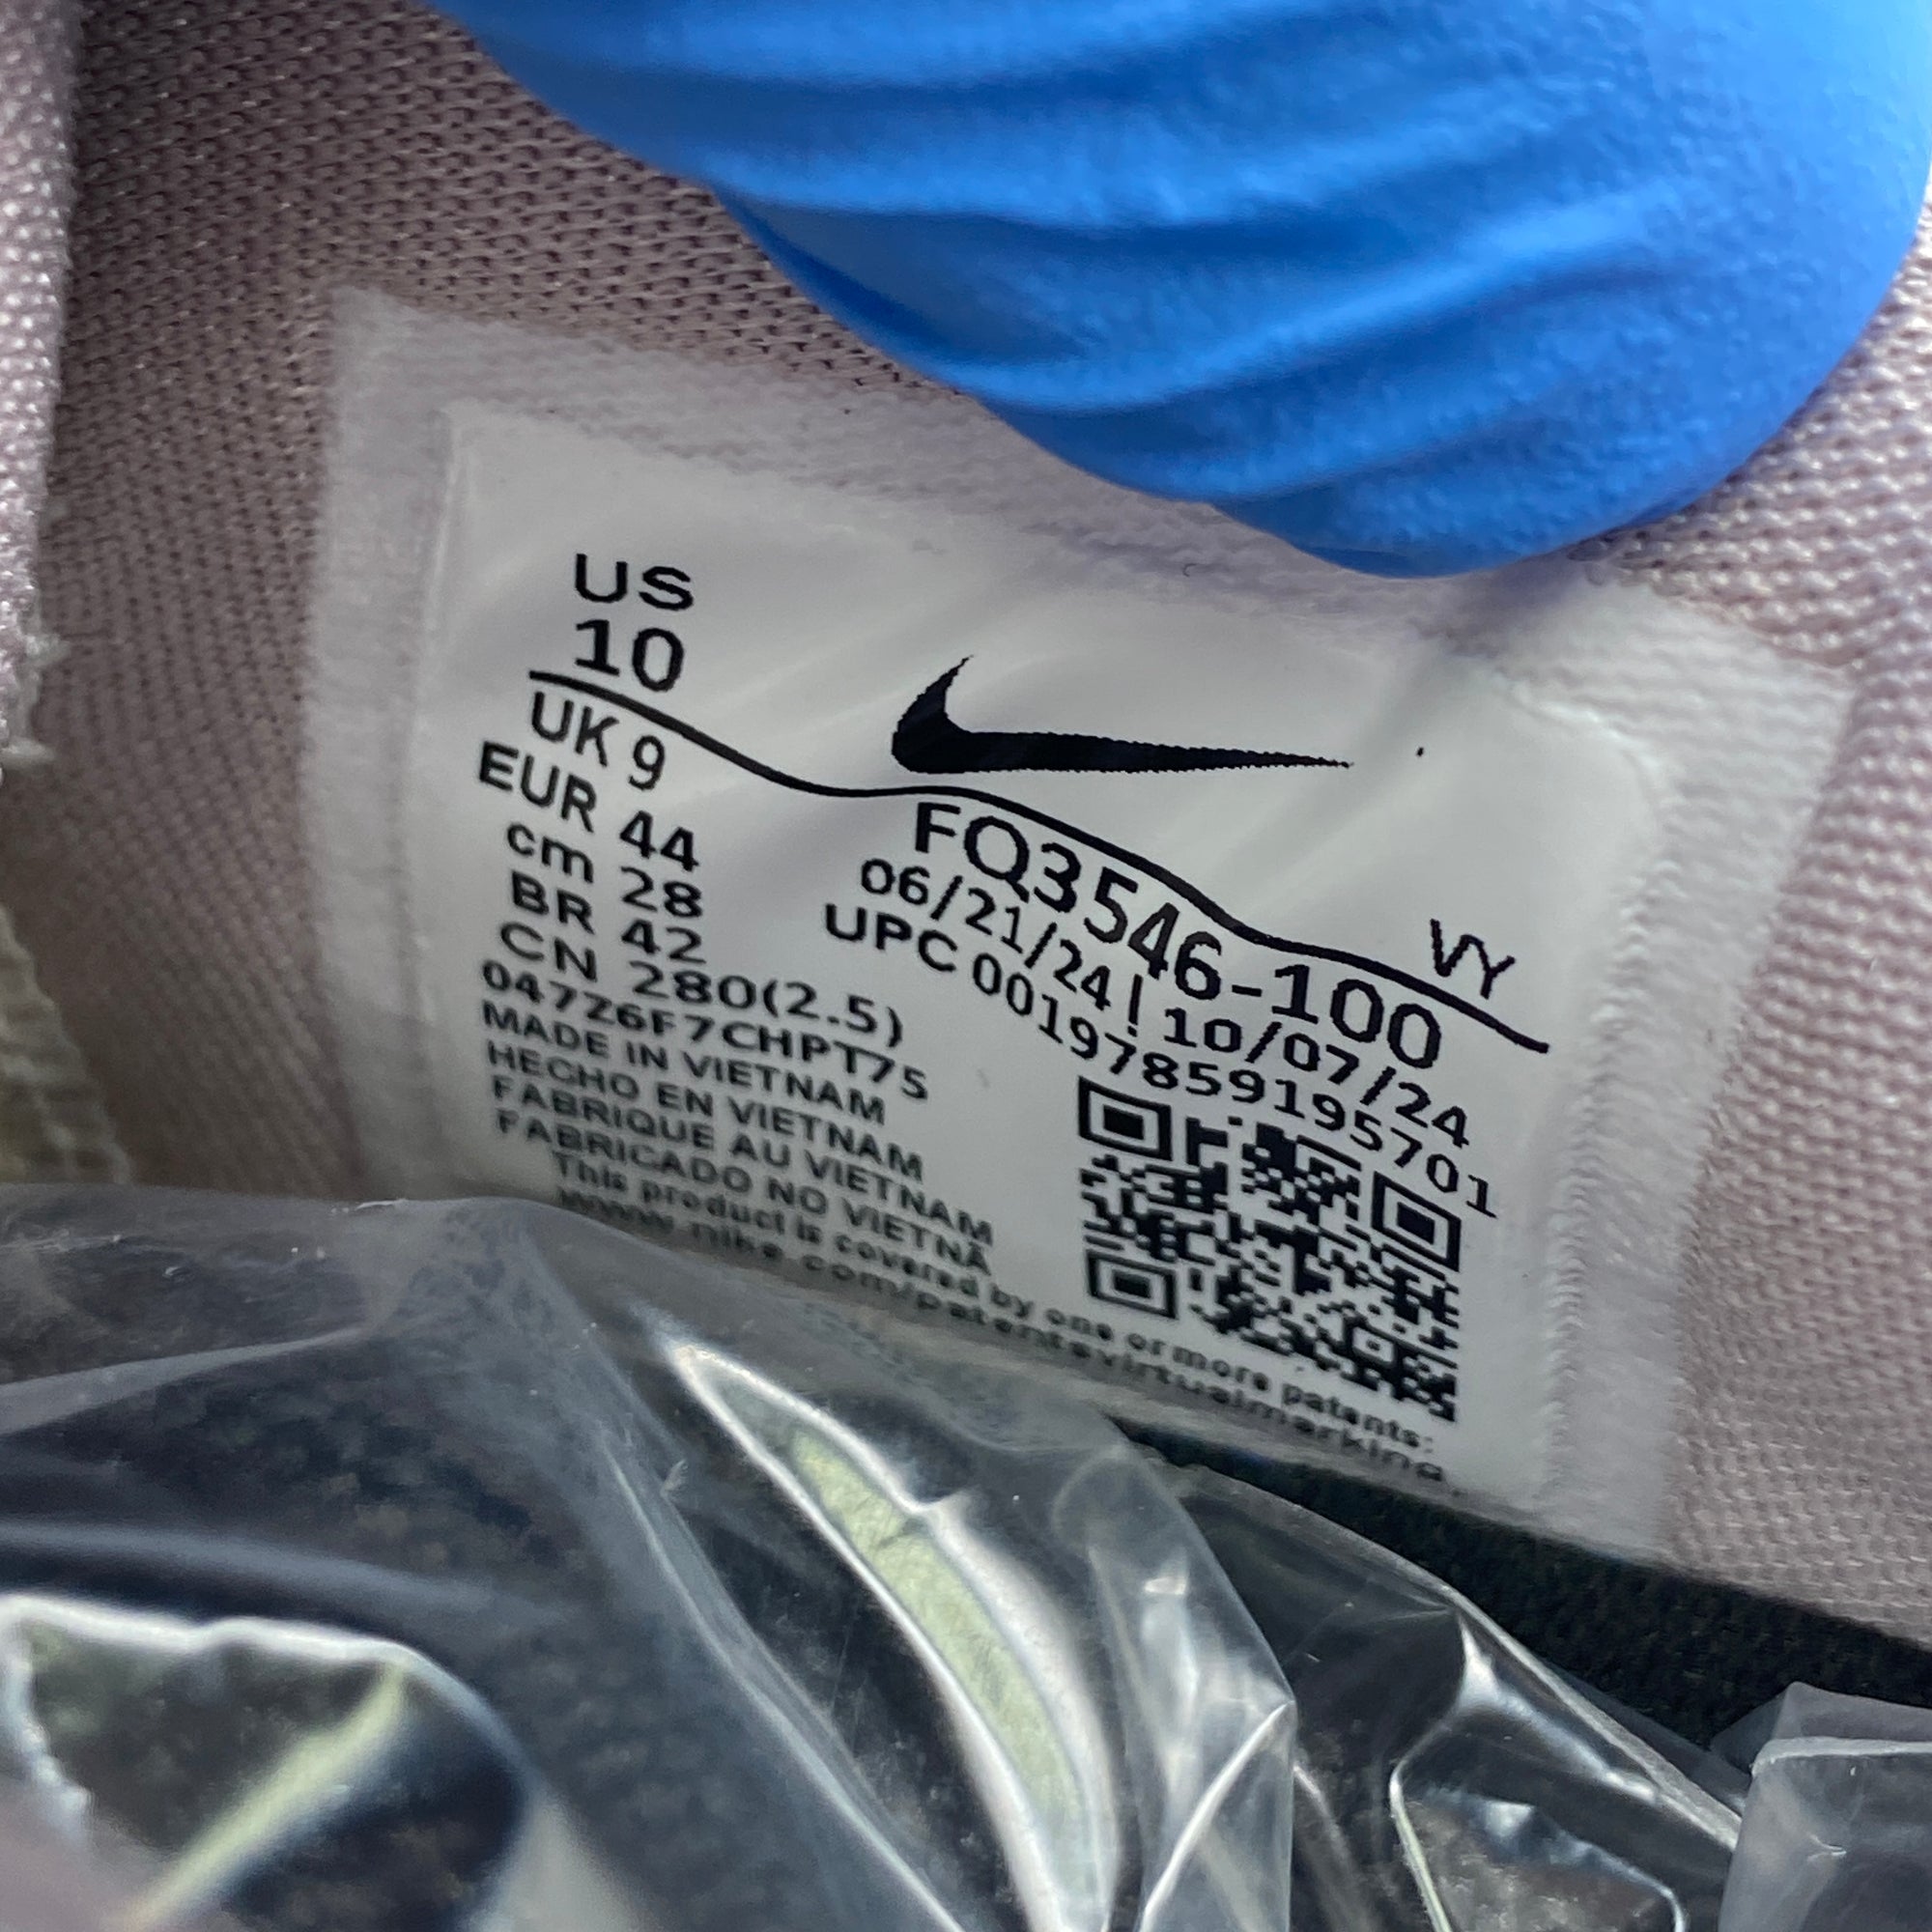 US
10
UK 9
EUR 44
cm 28
BR 42
CN 280(2.5)
047Z6F7CHPT75
MADE IN VIETNAM
HECHO EN VIETNAM
FABRIQUE AU VIETNAM
FABRICADO NO VIETNÃ
This product is covered by one or more patents:
www.nike.com/patentsvirtualmarking
VY
FQ3546-100
06/21/24 ! 10/07/24
UPC 00197859195701